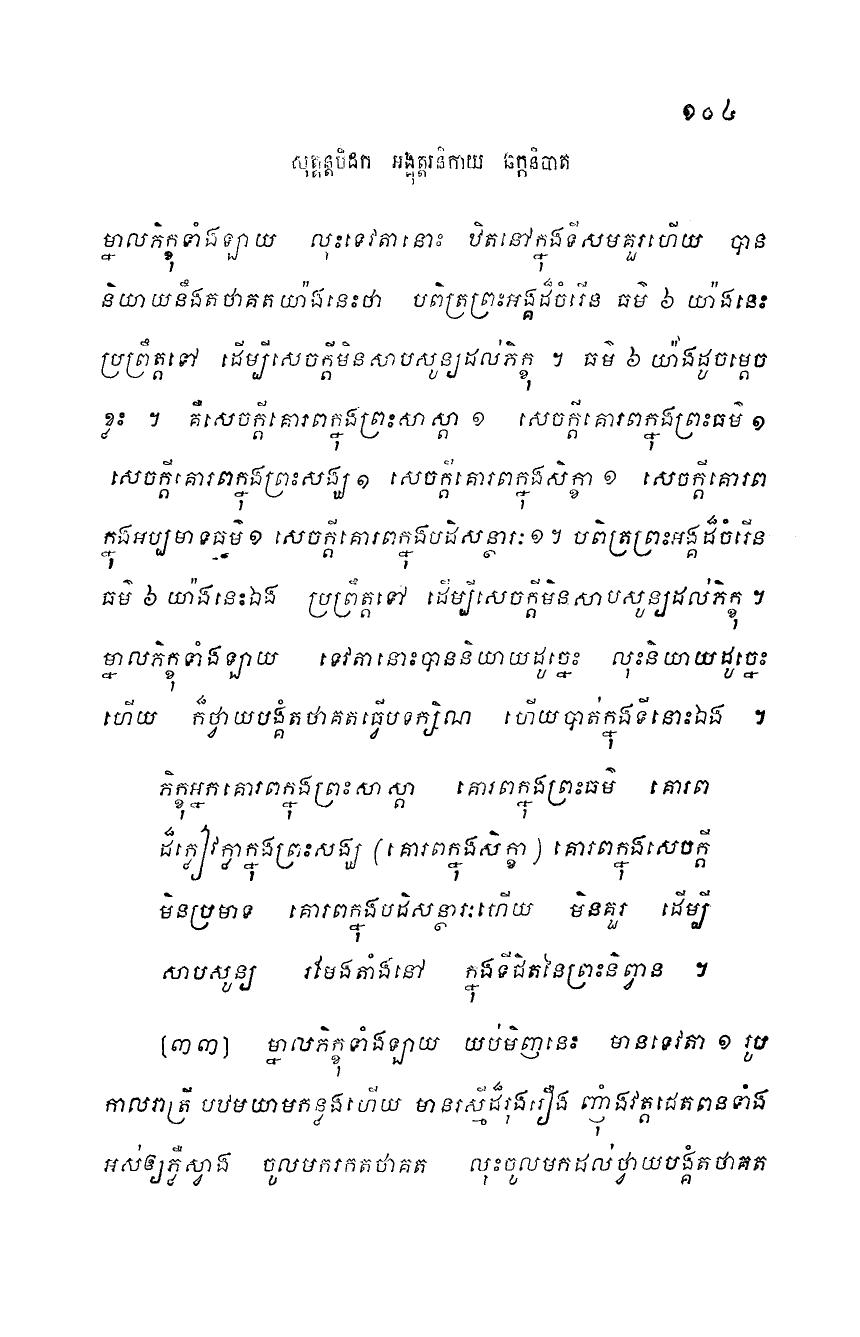 ១០៤
សុត្តន្តបិដក អង្គុត្តរនិកាយ ឆក្កនិបាត
ម្នាលភិក្ខុទាំងឡាយ លុះទេវតានោះ ឋិតនៅក្នុងទីសមគួរហើយ បាន
និយាយនឹងតថាគតយ៉ាងនេះថា បពិត្រព្រះអង្គដ៏ចំរើន ធម៌ ៦ យ៉ាងនេះ
ប្រព្រឹត្តទៅ ដើម្បីសេចក្តីមិនសាបសូន្យដល់ភិក្ខុ ។ ធម៌ ៦ យ៉ាងដូចម្តេច
ខ្លះ ។ គឺសេចក្តីគោរពក្នុងព្រះសាស្តា ១ សេចក្តីគោរពក្នុងព្រះធម៌ ១
សេចក្តីគោរពក្នុងព្រះសង្ឃ ១ សេចក្តីគោរពក្នុងសិក្ខា ១ សេចក្តីគោរព
ក្នុងអប្បមាទធម៌ ១ សេចក្តីគោរពក្នុងបដិសន្ថារៈ ១ ។ បពិត្រព្រះអង្គដ៏ចំរើន
ធម៌ ៦ យ៉ាងនេះឯង ប្រព្រឹត្តទៅ ដើម្បីសេចក្តីមិនសាបសូន្យដល់ភិក្ខុ ។
ម្នាលភិក្ខុទាំងឡាយ ទេវតានោះបាននិយាយដូច្នេះ លុះនិយាយដូច្នេះ
ហើយ ក៏ថ្វាយបង្គំតថាគតធ្វើបទក្សិណ ហើយបាត់ក្នុងទីនោះឯង ។
ភិក្ខុអ្នកគោរពក្នុងព្រះសាស្តា គោរពក្នុងព្រះធម៌ គោរព
ដ៏ក្លៀវក្លាក្នុងព្រះសង្ឃ (គោរពក្នុងសិក្ខា) គោរពក្នុងសេចក្តី
មិនប្រមាទ គោរពក្នុងបដិសន្ថារៈហើយ មិនគួរ ដើម្បី
សាបសូន្យ រមែងតាំងនៅ ក្នុងទីជិតនៃព្រះនិព្វាន ។
[៣៣] ម្នាលភិក្ខុទាំងឡាយ យប់មិញនេះ មានទេវតា ១ រូប
កាលរាត្រី បឋមយាមកន្លងហើយ មានរស្មីដ៏រុងរឿង ញុំាងវត្តជេតពនទាំង
អស់ឲ្យភ្លឺស្វាង ចូលមករកតថាគត លុះចូលមកដល់ថ្វាយបង្គំតថាគត